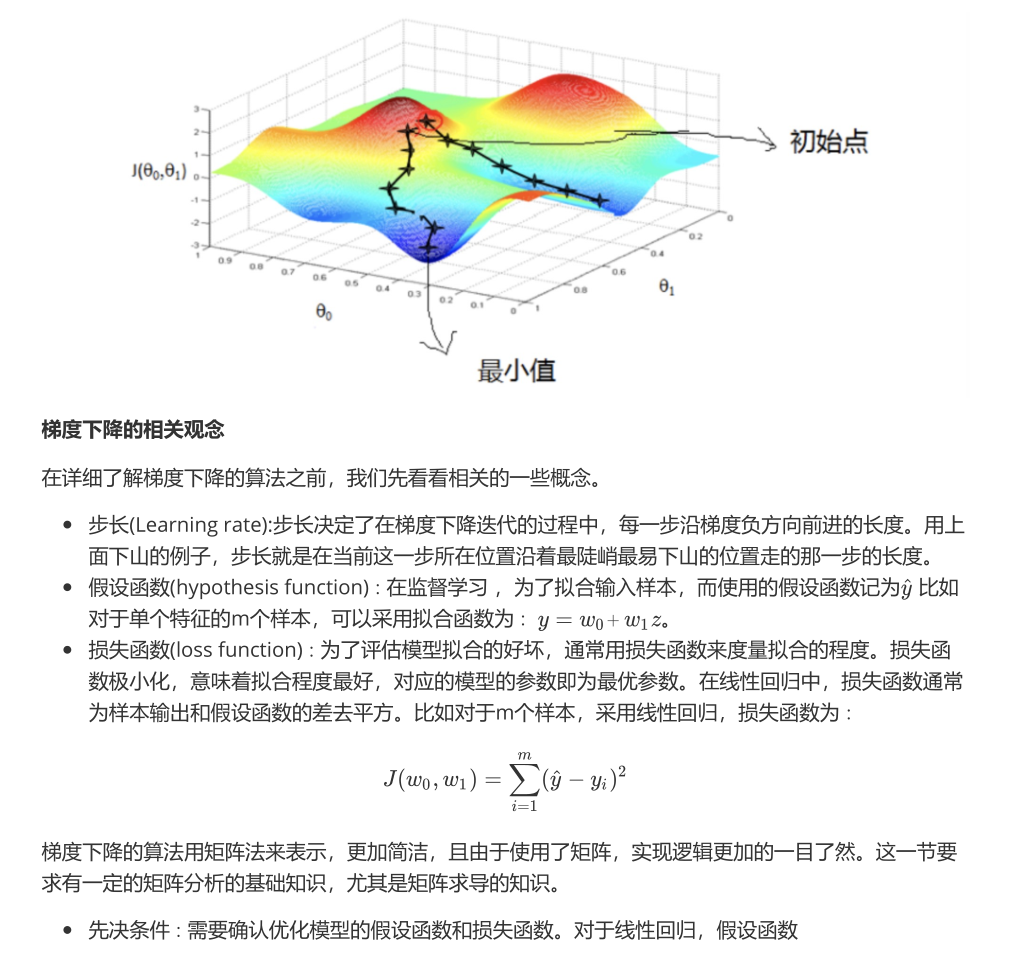 3
2
1
0
-1
-2
-3
J(θ₀,θ₁)
初始点
1
0.9
0.8
0.7
0.6
0.5
0.4
0.3
0.2
0.1
0
θ₀
1
0.8
0.6
0.4
0.2
0
θ₁
最小值
梯度下降的相关观念
在详细了解梯度下降的算法之前，我们先看看相关的一些概念。
• 步长(Learning rate):步长决定了在梯度下降迭代的过程中，每一步沿梯度负方向前进的长度。用上
面下山的例子，步长就是在当前这一步所在位置沿着最陡峭最易下山的位置走的那一步的长度。
• 假设函数(hypothesis function) : 在监督学习 ，为了拟合输入样本，而使用的假设函数记为ŷ 比如
对于单个特征的m个样本，可以采用拟合函数为 : y = w₀ + w₁z。
• 损失函数(loss function) : 为了评估模型拟合的好坏，通常用损失函数来度量拟合的程度。损失函
数极小化，意味着拟合程度最好，对应的模型的参数即为最优参数。在线性回归中，损失函数通常
为样本输出和假设函数的差去平方。比如对于m个样本，采用线性回归，损失函数为 :
J(w₀, w₁) = ∑_{i=1}^{m} (ŷ − yᵢ)²
梯度下降的算法用矩阵法来表示，更加简洁，且由于使用了矩阵，实现逻辑更加的一目了然。这一节要
求有一定的矩阵分析的基础知识，尤其是矩阵求导的知识。
• 先决条件 : 需要确认优化模型的假设函数和损失函数。对于线性回归，假设函数